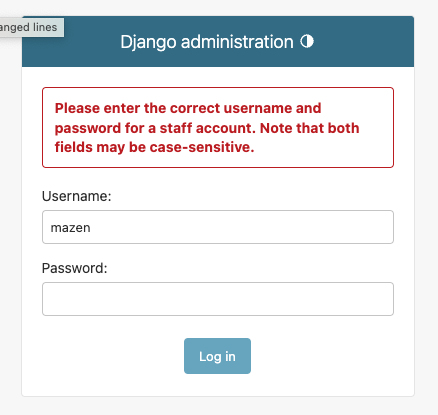 anged lines
Django administration
Please enter the correct username and
password for a staff account. Note that both
fields may be case-sensitive.
Username:
mazen
Password:
Log in